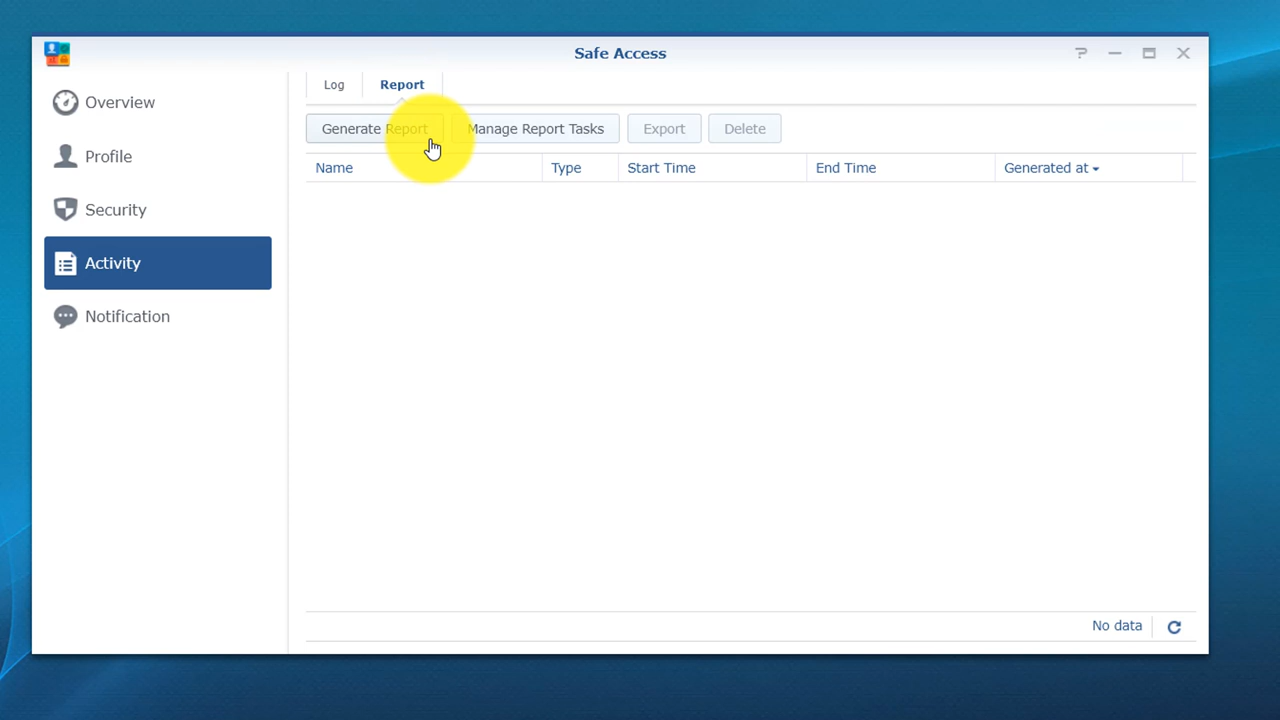 Safe Access
Overview
Profile
Security
Activity
Notification
Log Report
Generate Report Manage Report Tasks Export Delete
Name Type Start Time End Time Generated at
No data